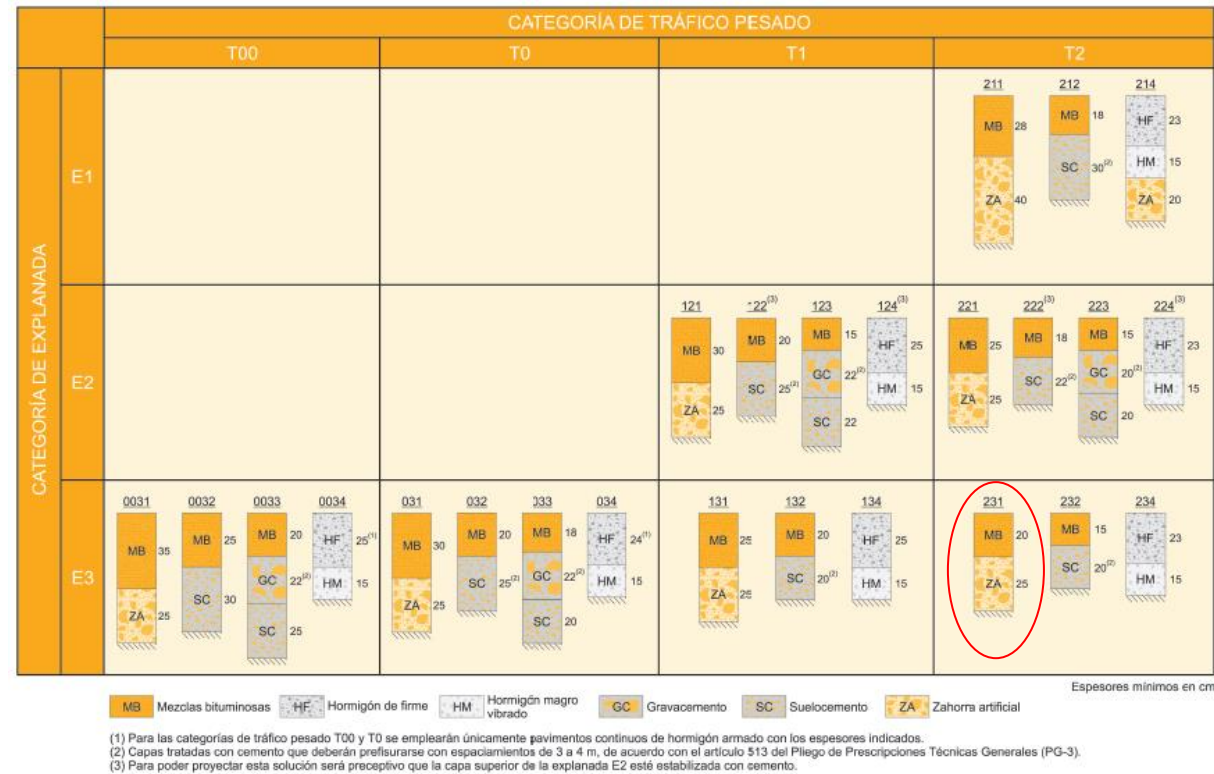 CATEGORÍA DE TRÁFICO PESADO
T00 T0 T1 T2
CATEGORÍA DE EXPLANADA
E1
211 212 214
MB 28 MB 18 HF 23
SC 30(2) HM 15
ZA 40 ZA 20
E2
121 122(3) 123 124(3) 221 222(3) 223 224(3)
MB 30 MB 20 MB 15 HF 25 MB 25 MB 18 MB 15 HF 23
ZA 25 SC 25(2) GC 22(2) HM 15 ZA 25 SC 22(2) GC 20(2) HM 15
SC 22 SC 20
E3
0031 0032 0033 0034 031 032 033 034 131 132 134 231 232 234
MB 35 MB 25 MB 20 HF 25(1) MB 30 MB 20 MB 18 HF 24(1) MB 25 MB 20 HF 25 MB 20 MB 15 HF 23
ZA 25 SC 30 GC 22(2) HM 15 ZA 25 SC 25(2) GC 22(2) HM 15 ZA 25 SC 20(2) HM 15 ZA 25 SC 20(2) HM 15
SC 25 SC 20
Espesores mínimos en cm
MB Mezclas bituminosas HF Hormigón de firme HM Hormigón magro vibrado GC Gravacemento SC Suelocemento ZA Zahorra artificial
(1) Para las categorías de tráfico pesado T00 y T0 se emplearán únicamente pavimentos continuos de hormigón armado con los espesores indicados.
(2) Capas tratadas con cemento que deberán prefisurarse con espaciamientos de 3 a 4 m, de acuerdo con el artículo 513 del Pliego de Prescripciones Técnicas Generales (PG-3).
(3) Para poder proyectar esta solución será preceptivo que la capa superior de la explanada E2 esté estabilizada con cemento.